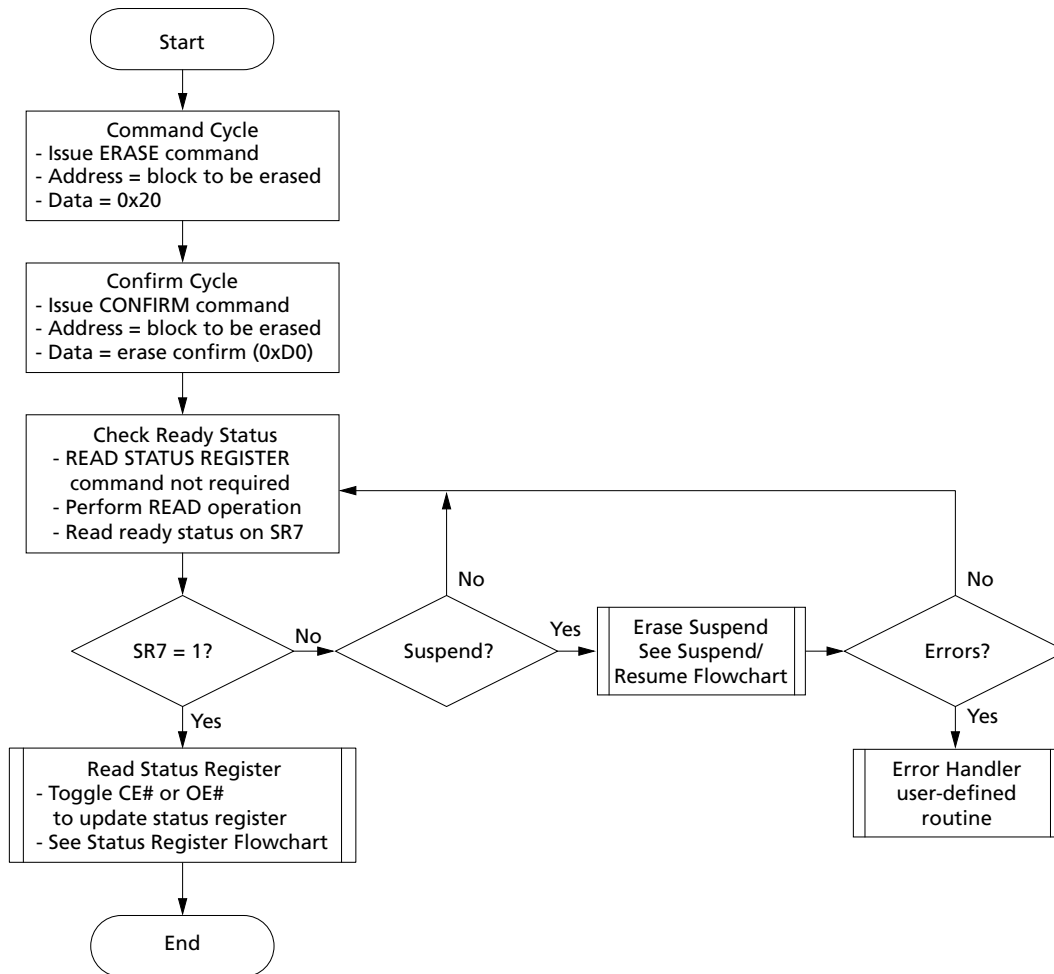 Start
Command Cycle
- Issue ERASE command
- Address = block to be erased
- Data = 0x20
Confirm Cycle
- Issue CONFIRM command
- Address = block to be erased
- Data = erase confirm (0xD0)
Check Ready Status
- READ STATUS REGISTER
command not required
- Perform READ operation
- Read ready status on SR7
SR7 = 1?
No
Suspend?
No
Yes
Erase Suspend
See Suspend/
Resume Flowchart
Errors?
No
Yes
Error Handler
user-defined
routine
Yes
Read Status Register
- Toggle CE# or OE#
to update status register
- See Status Register Flowchart
End